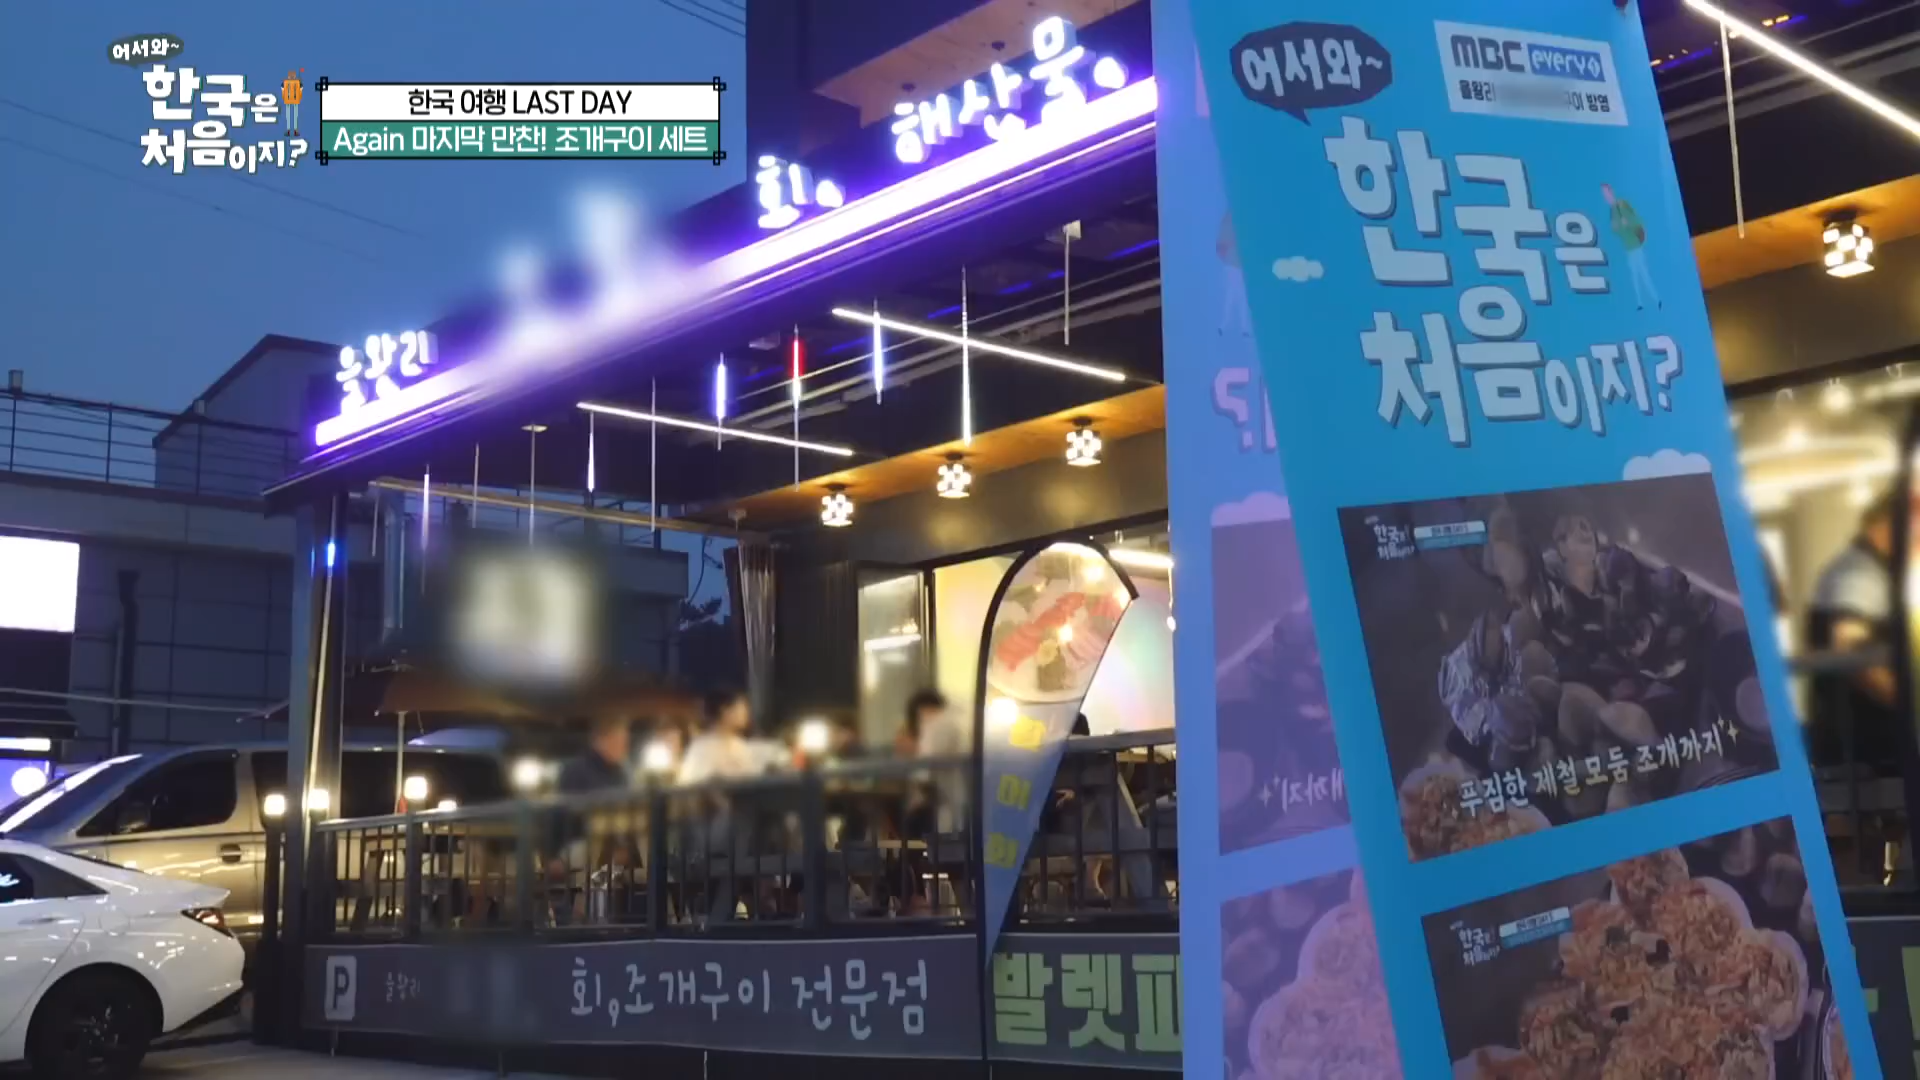 어서와~
한국은
처음이지?
한국 여행 LAST DAY
Again 마지막 만찬! 조개구이 세트
을왕리
회。 해산물。
어서와~
MBC every1
을왕리
구이 방영
한국은
처음이지?
푸짐한 제철 모둠 조개까지
P 을왕리
회,조개구이 전문점
발렛파